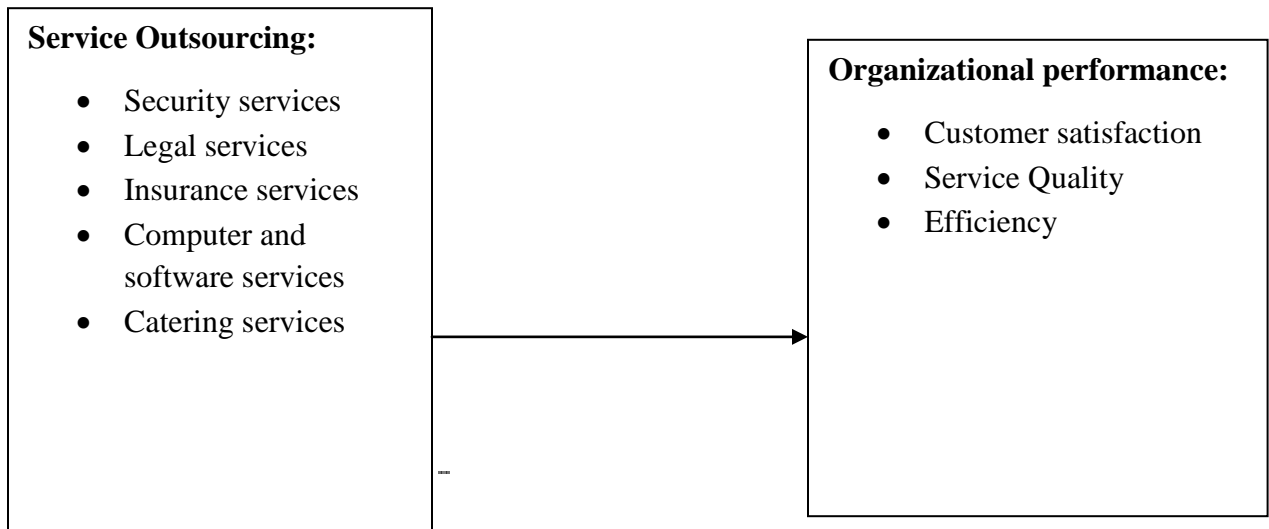 Service Outsourcing:
• Security services
• Legal services
• Insurance services
• Computer and
software services
• Catering services
Organizational performance:
• Customer satisfaction
• Service Quality
• Efficiency